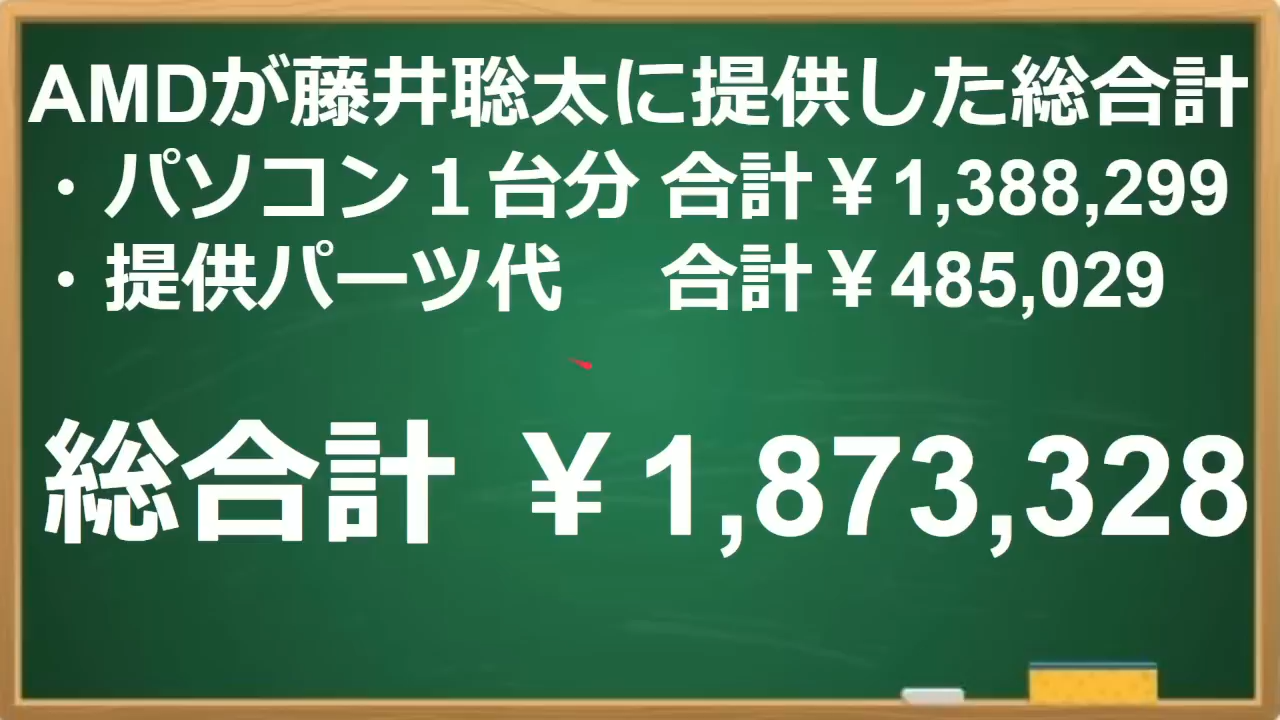 AMDが藤井聡太に提供した総合計
・パソコン１台分 合計￥1,388,299
・提供パーツ代　合計￥485,029
総合計 ￥1,873,328